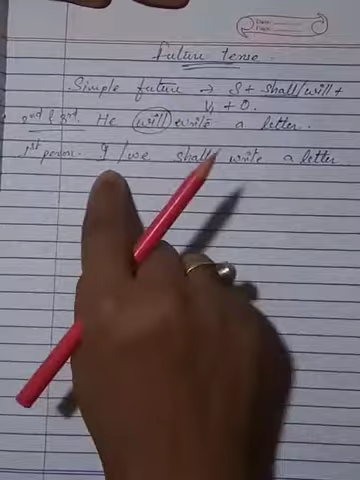 Date
Place
Future tense.
Simple future → S + shall/will +
V1 + O.
2nd & 3rd. He will write a letter.
1st person. I/we shall write a letter